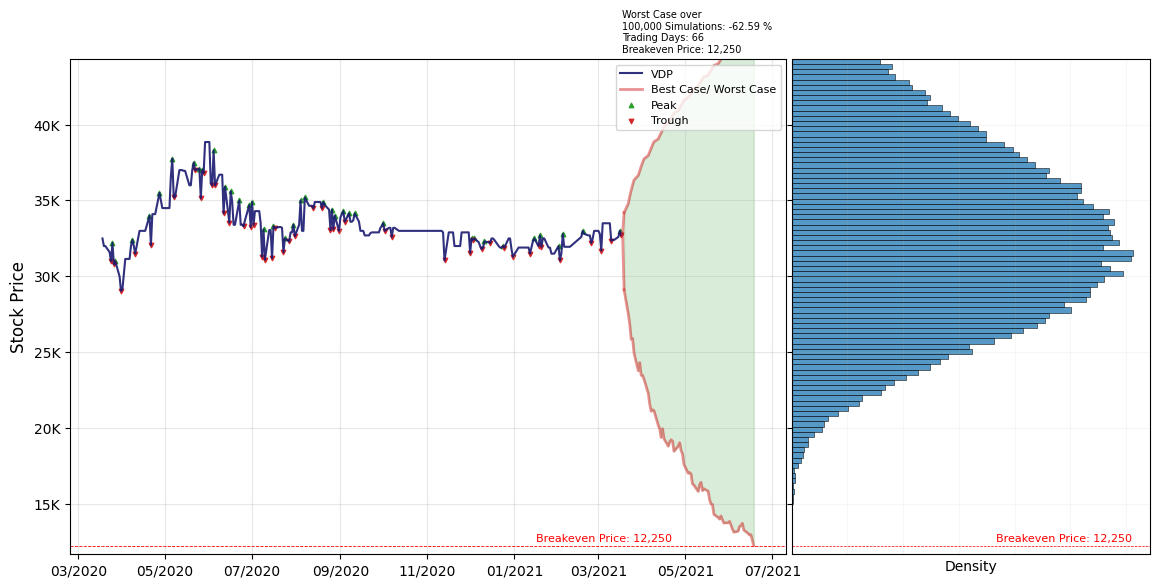 Worst Case over
100,000 Simulations: -62.59 %
Trading Days: 66
Breakeven Price: 12,250
VDP
Best Case/ Worst Case
Peak
Trough
Stock Price
40K
35K
30K
25K
20K
15K
Breakeven Price: 12,250
Breakeven Price: 12,250
03/2020
05/2020
07/2020
09/2020
11/2020
01/2021
03/2021
05/2021
07/2021
Density